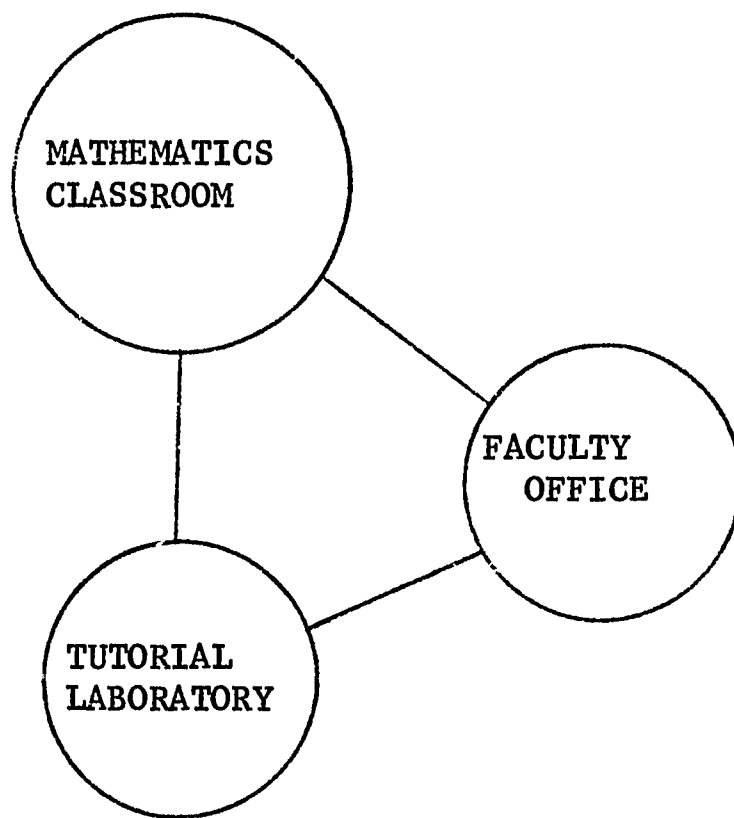 MATHEMATICS
CLASSROOM
FACULTY
OFFICE
TUTORIAL
LABORATORY